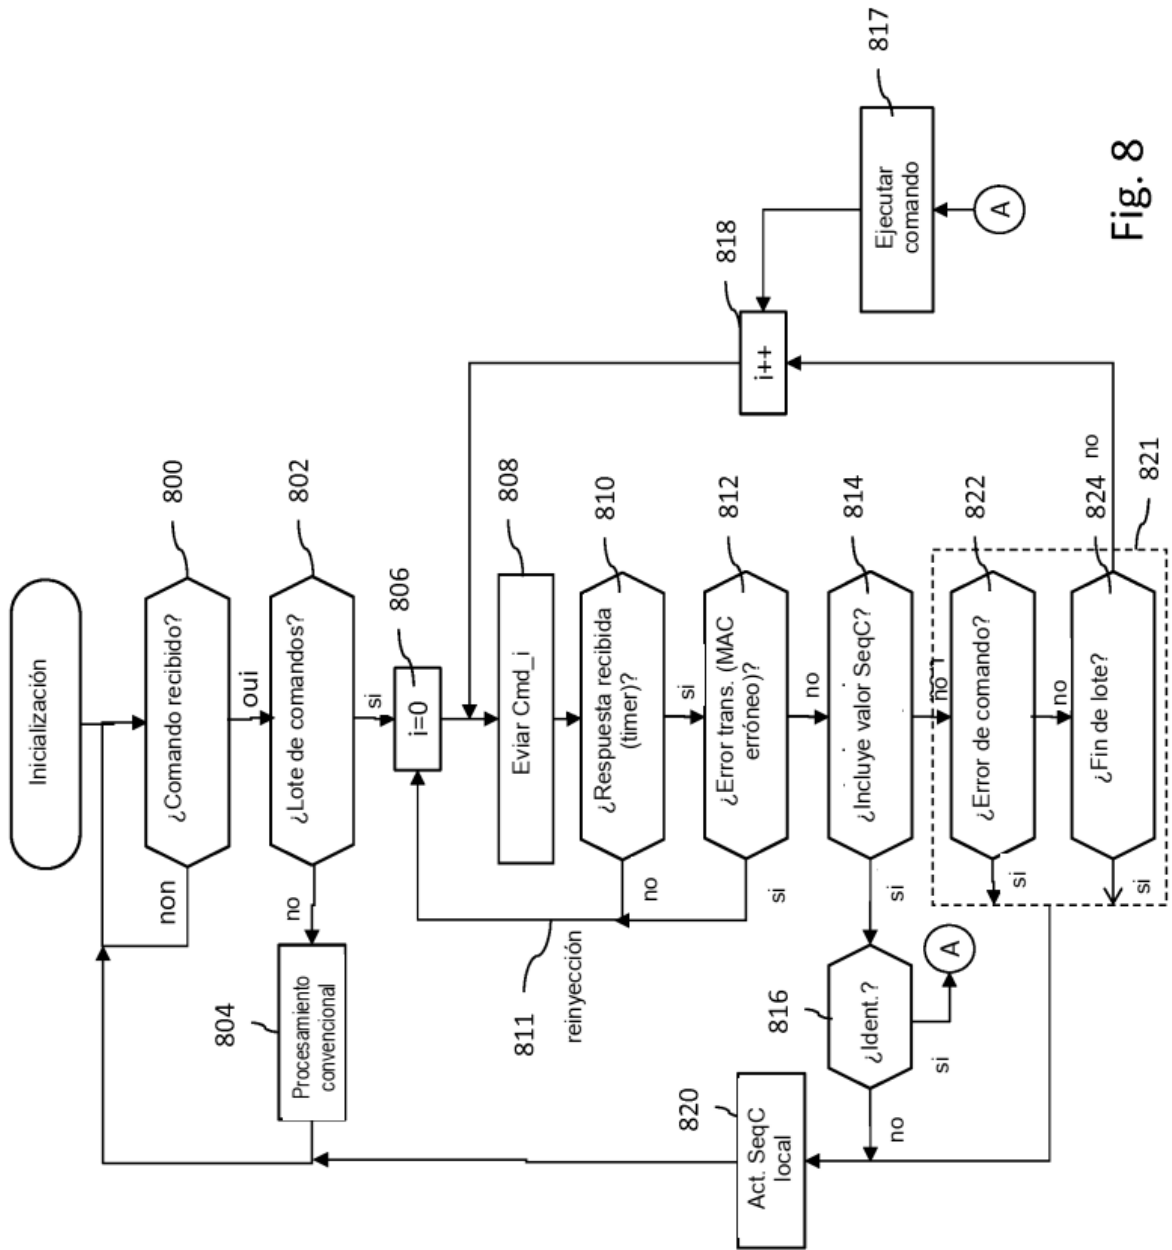 Inicialización
¿Comando recibido?
800
non
oui
¿Lote de comandos?
802
no
si
804
Procesamiento
convencional
i=0
806
Eviar Cmd_i
808
811
reinyección
¿Respuesta recibida
(timer)?
810
no
si
¿Error trans. (MAC
erróneo)?
812
si
no
¿Incluye valor SeqC?
814
si
no
816
¿Ident.?
no
si
A
820
Act. SeqC
local
¿Error de comando?
822
si
no
¿Fin de lote?
824
si
no
821
i++
818
Ejecutar
comando
817
A
Fig. 8